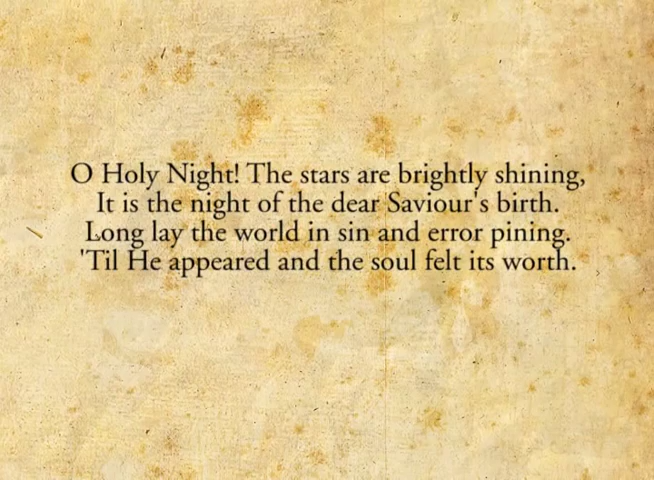 O Holy Night! The stars are brightly shining,
It is the night of the dear Saviour's birth.
Long lay the world in sin and error pining.
'Til He appeared and the soul felt its worth.